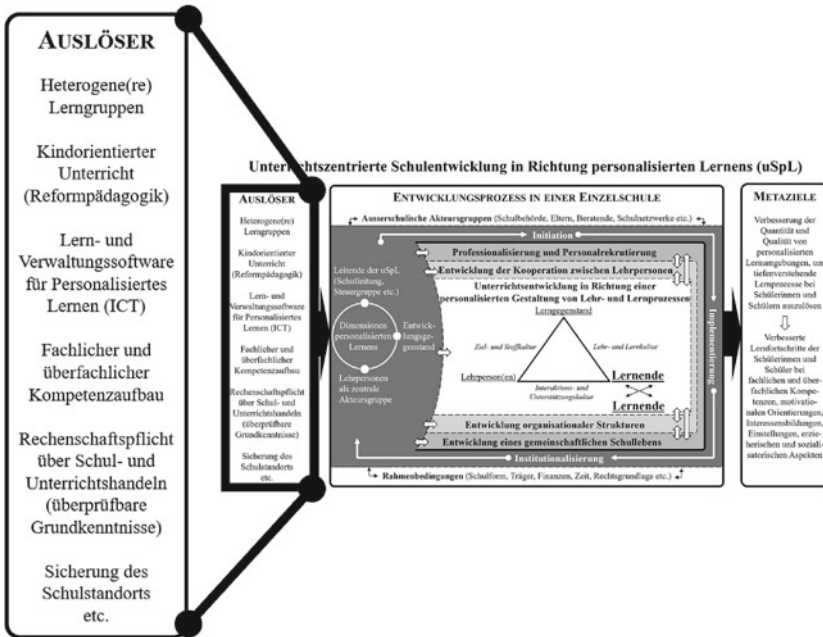 AUSLÖSER
Heterogene(re)
Lerngruppen
Kindorientierter
Unterricht
(Reformpädagogik)
Lern- und
Verwaltungssoftware
für Personalisiertes
Lernen (ICT)
Fachlicher und
überfachlicher
Kompetenzaufbau
Rechenschaftspflicht
über Schul- und
Unterrichtshandeln
(überprüfbare
Grundkenntnisse)
Sicherung des
Schulstandorts
etc.
Unterrichtszentrierte Schulentwicklung in Richtung personalisierten Lernens (uSpL)
AUSLÖSER
Heterogene(re)
Lerngruppen
Kindorientierter
Unterricht
(Reformpädagogik)
Lern- und
Verwaltungssoftware
für Personalisiertes
Lernen (ICT)
Fachlicher und
überfachlicher
Kompetenzaufbau
Rechenschaftspflicht
über Schul- und
Unterrichtshandeln
(überprüfbare
Grundkenntnisse)
Sicherung des
Schulstandorts
etc.
ENTWICKLUNGSPROZESS IN EINER EINZELSCHULE
Ausserschulische Akteursgruppen (Schulbehörde, Eltern, Beratende, Schulnetzwerke etc.)
Initiation
Professionalisierung und Personalrekrutierung
Entwicklung der Kooperation zwischen Lehrpersonen
Leitende der uSpL
(Schulleitung,
Steuergruppe etc.)
Dimensionen
personalisierten
Lernens
Entwick-
lungsge-
genstand
Lehrpersonen
als zentrale
Akteursgruppe
Unterrichtsentwicklung in Richtung einer
personalisierten Gestaltung von Lehr- und Lernprozessen
Lerngegenstand
Ziel- und Stoffkultur
Lehr- und Lernkultur
Lehrperson(en)
Interaktions- und
Unterstützungskultur
Lernende
Lernende
Entwicklung organisationaler Strukturen
Entwicklung eines gemeinschaftlichen Schullebens
Implementierung
Institutionalisierung
Rahmenbedingungen (Schulform, Träger, Finanzen, Zeit, Rechtsgrundlage etc.)
METAZIELE
Verbesserung der
Quantität und
Qualität von
personalisierten
Lernumgebungen, um
tiefenverstehende
Lernprozesse bei
Schülerinnen und
Schülern auszulösen
Verbesserte
Lernfortschritte der
Schülerinnen und
Schüler bei
fachlichen und über-
fachlichen Kompe-
tenzen, motivatio-
nalen Orientierungen,
Interessensbildungen,
Einstellungen, erzie-
herischen und soziali-
satorischen Aspekten